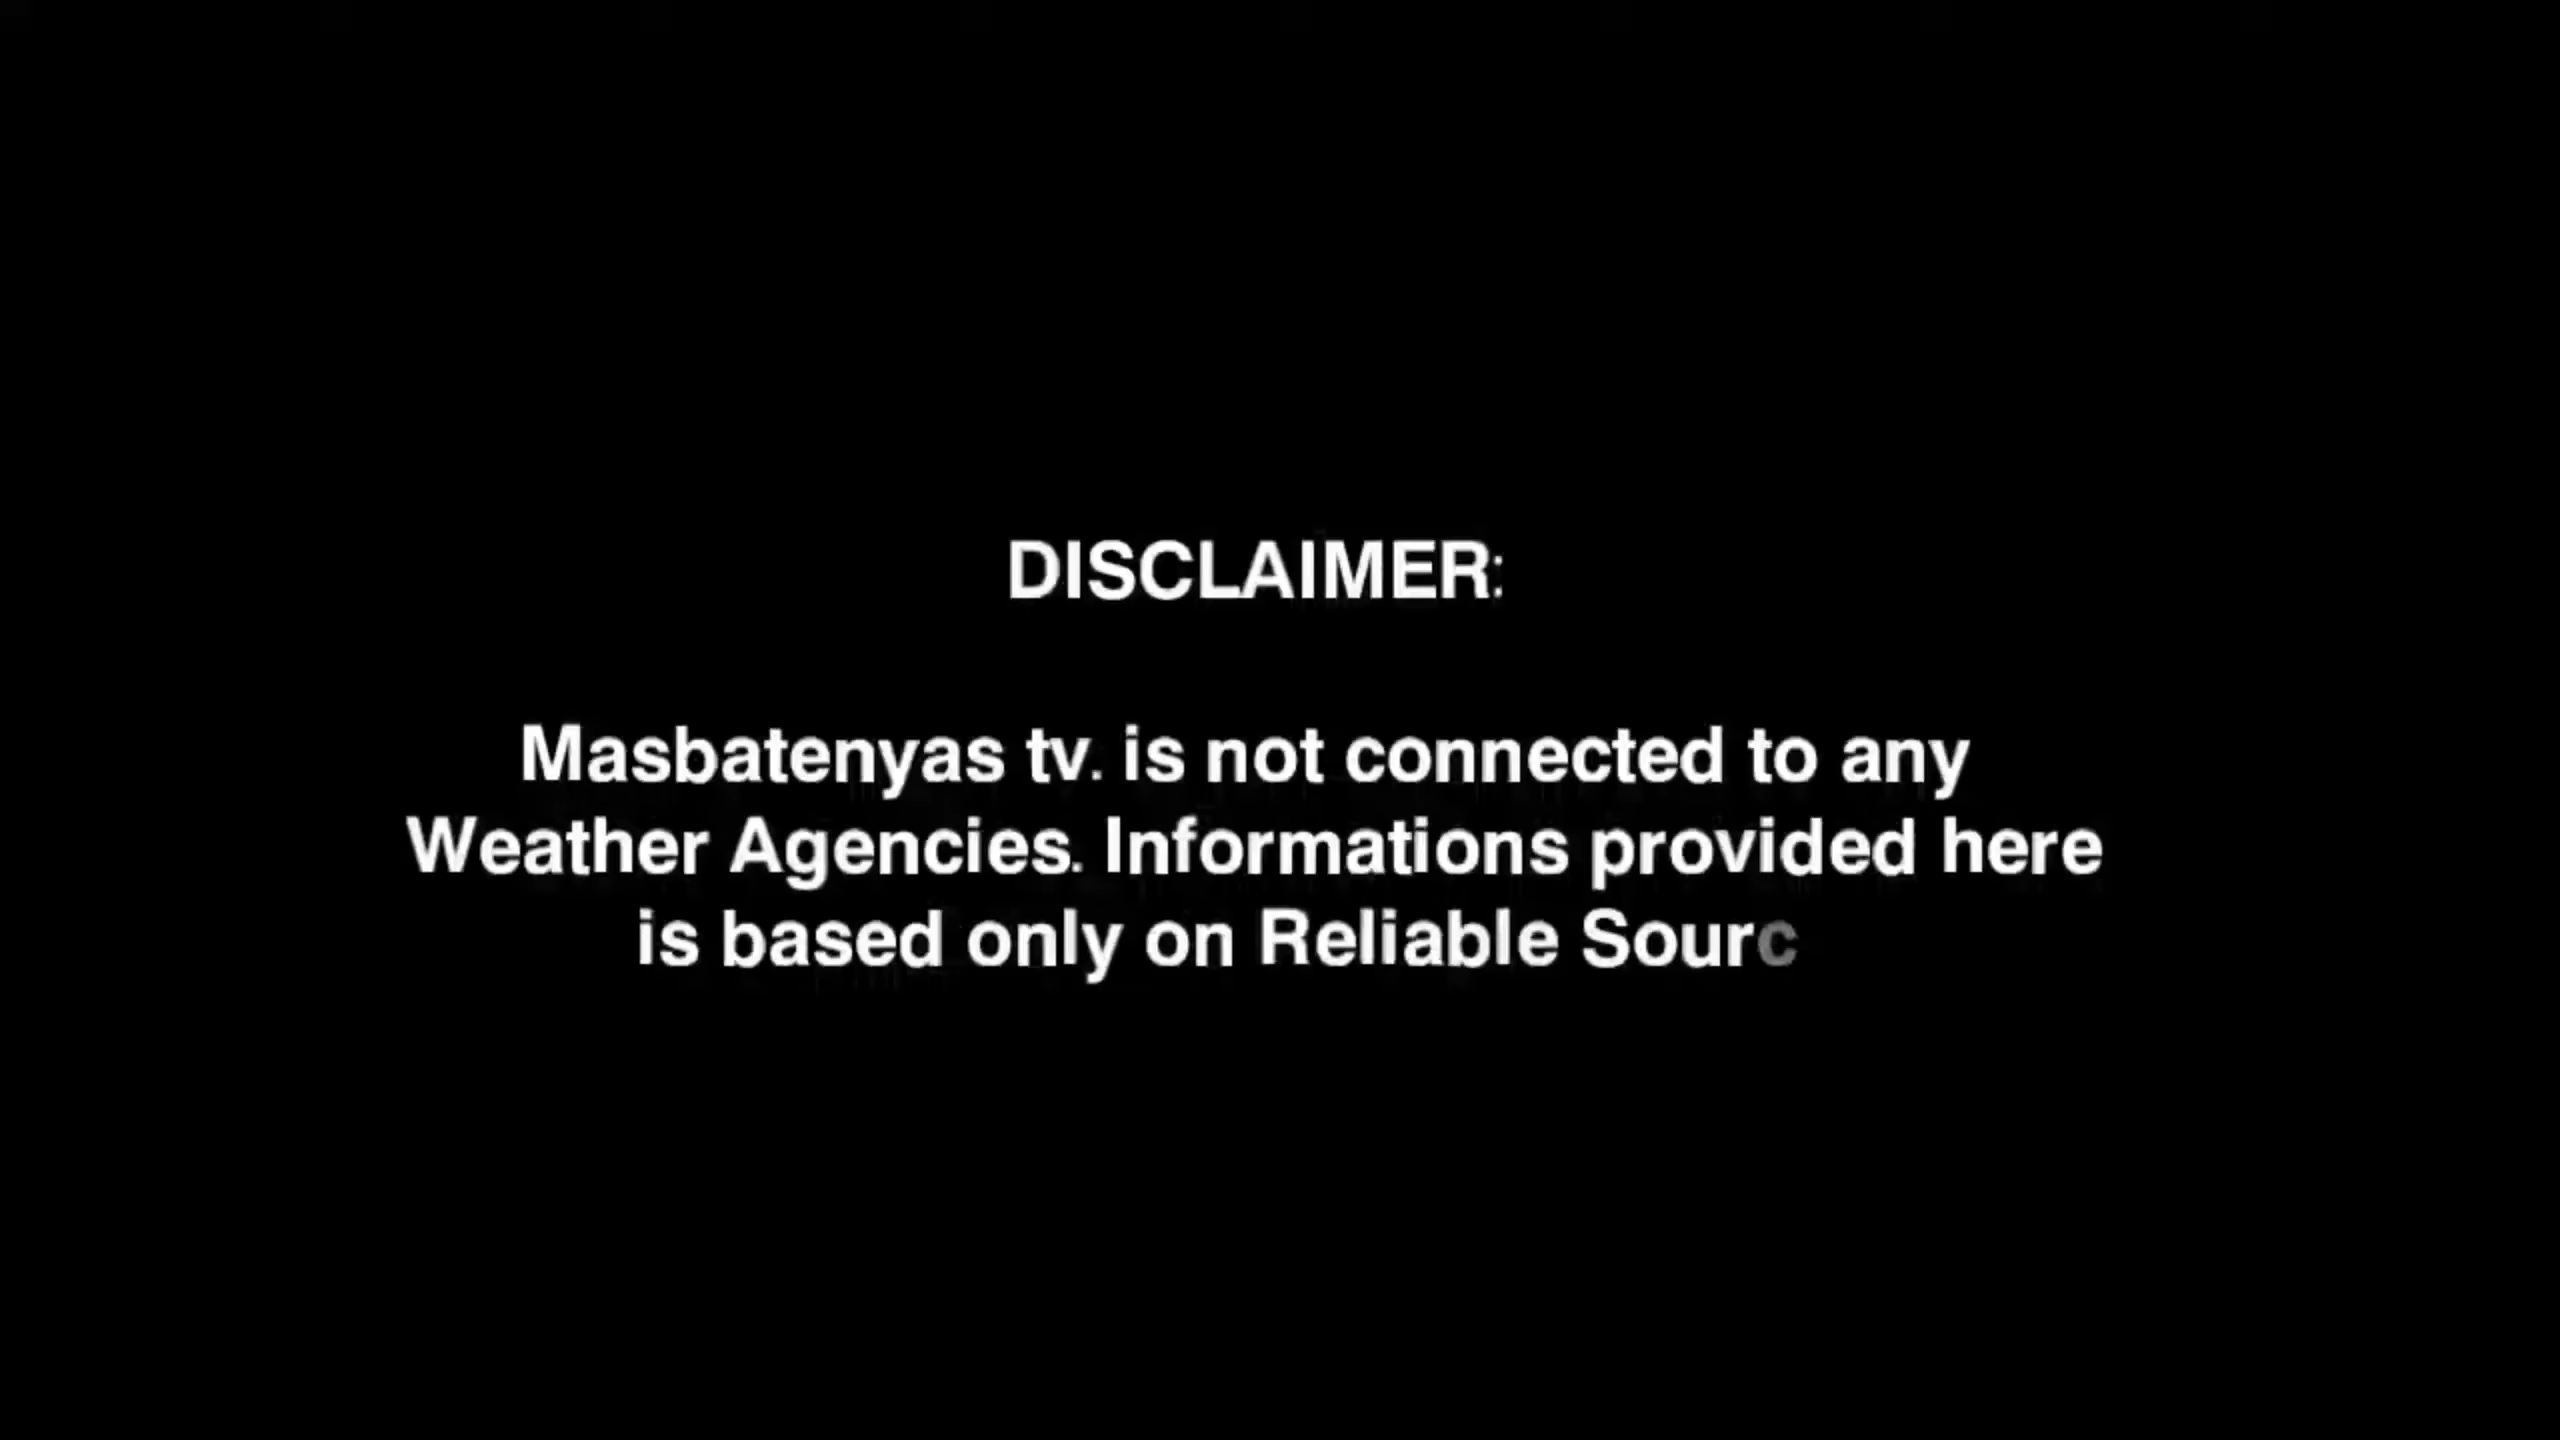 DISCLAIMER:
Masbatenyas tv. is not connected to any
Weather Agencies. Informations provided here
is based only on Reliable Sourc